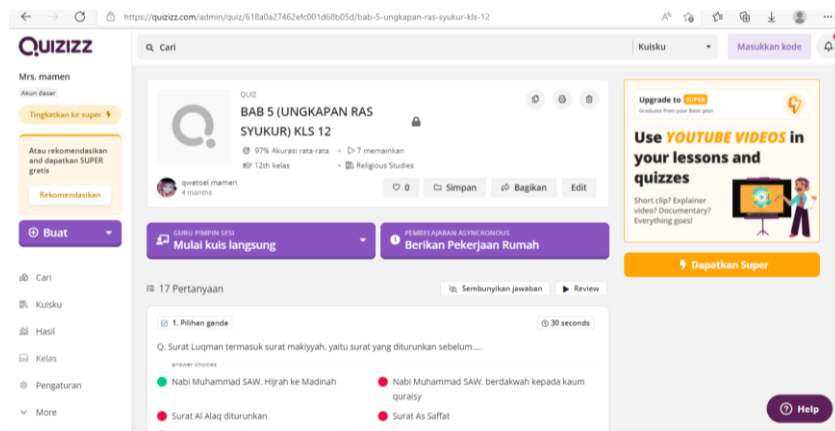 https://quizizz.com/admin/quiz/618a0a27462efc001d68b05d/bab-5-ungkapan-ras-syukur-kls-12
QUIZIZZ
Cari
Kuisku
Masukkan kode
Mrs. mamen
Akun dasar
Tingkatkan ke super
Atau rekomendasikan
and dapatkan SUPER
gratis
Rekomendasikan
Buat
Cari
Kuisku
Hasil
Kelas
Pengaturan
More
QUIZ
BAB 5 (UNGKAPAN RAS
SYUKUR) KLS 12
97% Akurasi rata-rata • 7 memainkan
12th kelas • Religious Studies
qwetoel mamen
4 months
0
Simpan
Bagikan
Edit
GURU PIMPIN SESI
Mulai kuis langsung
PEMBELAJARAN ASYNCRONOUS
Berikan Pekerjaan Rumah
17 Pertanyaan
Sembunyikan jawaban
Review
1. Pilihan ganda
30 seconds
Q. Surat Luqman termasuk surat makiyyah, yaitu surat yang diturunkan sebelum....
answer choices
Nabi Muhammad SAW. Hijrah ke Madinah
Nabi Muhammad SAW. berdakwah kepada kaum
quraisy
Surat Al Alaq diturunkan
Surat As Saffat
Upgrade to SUPER
Graduate from your Basic plan
Use YOUTUBE VIDEOS in
your lessons and
quizzes
Short clip? Explainer
video? Documentary?
Everything goes!
Dapatkan Super
Help